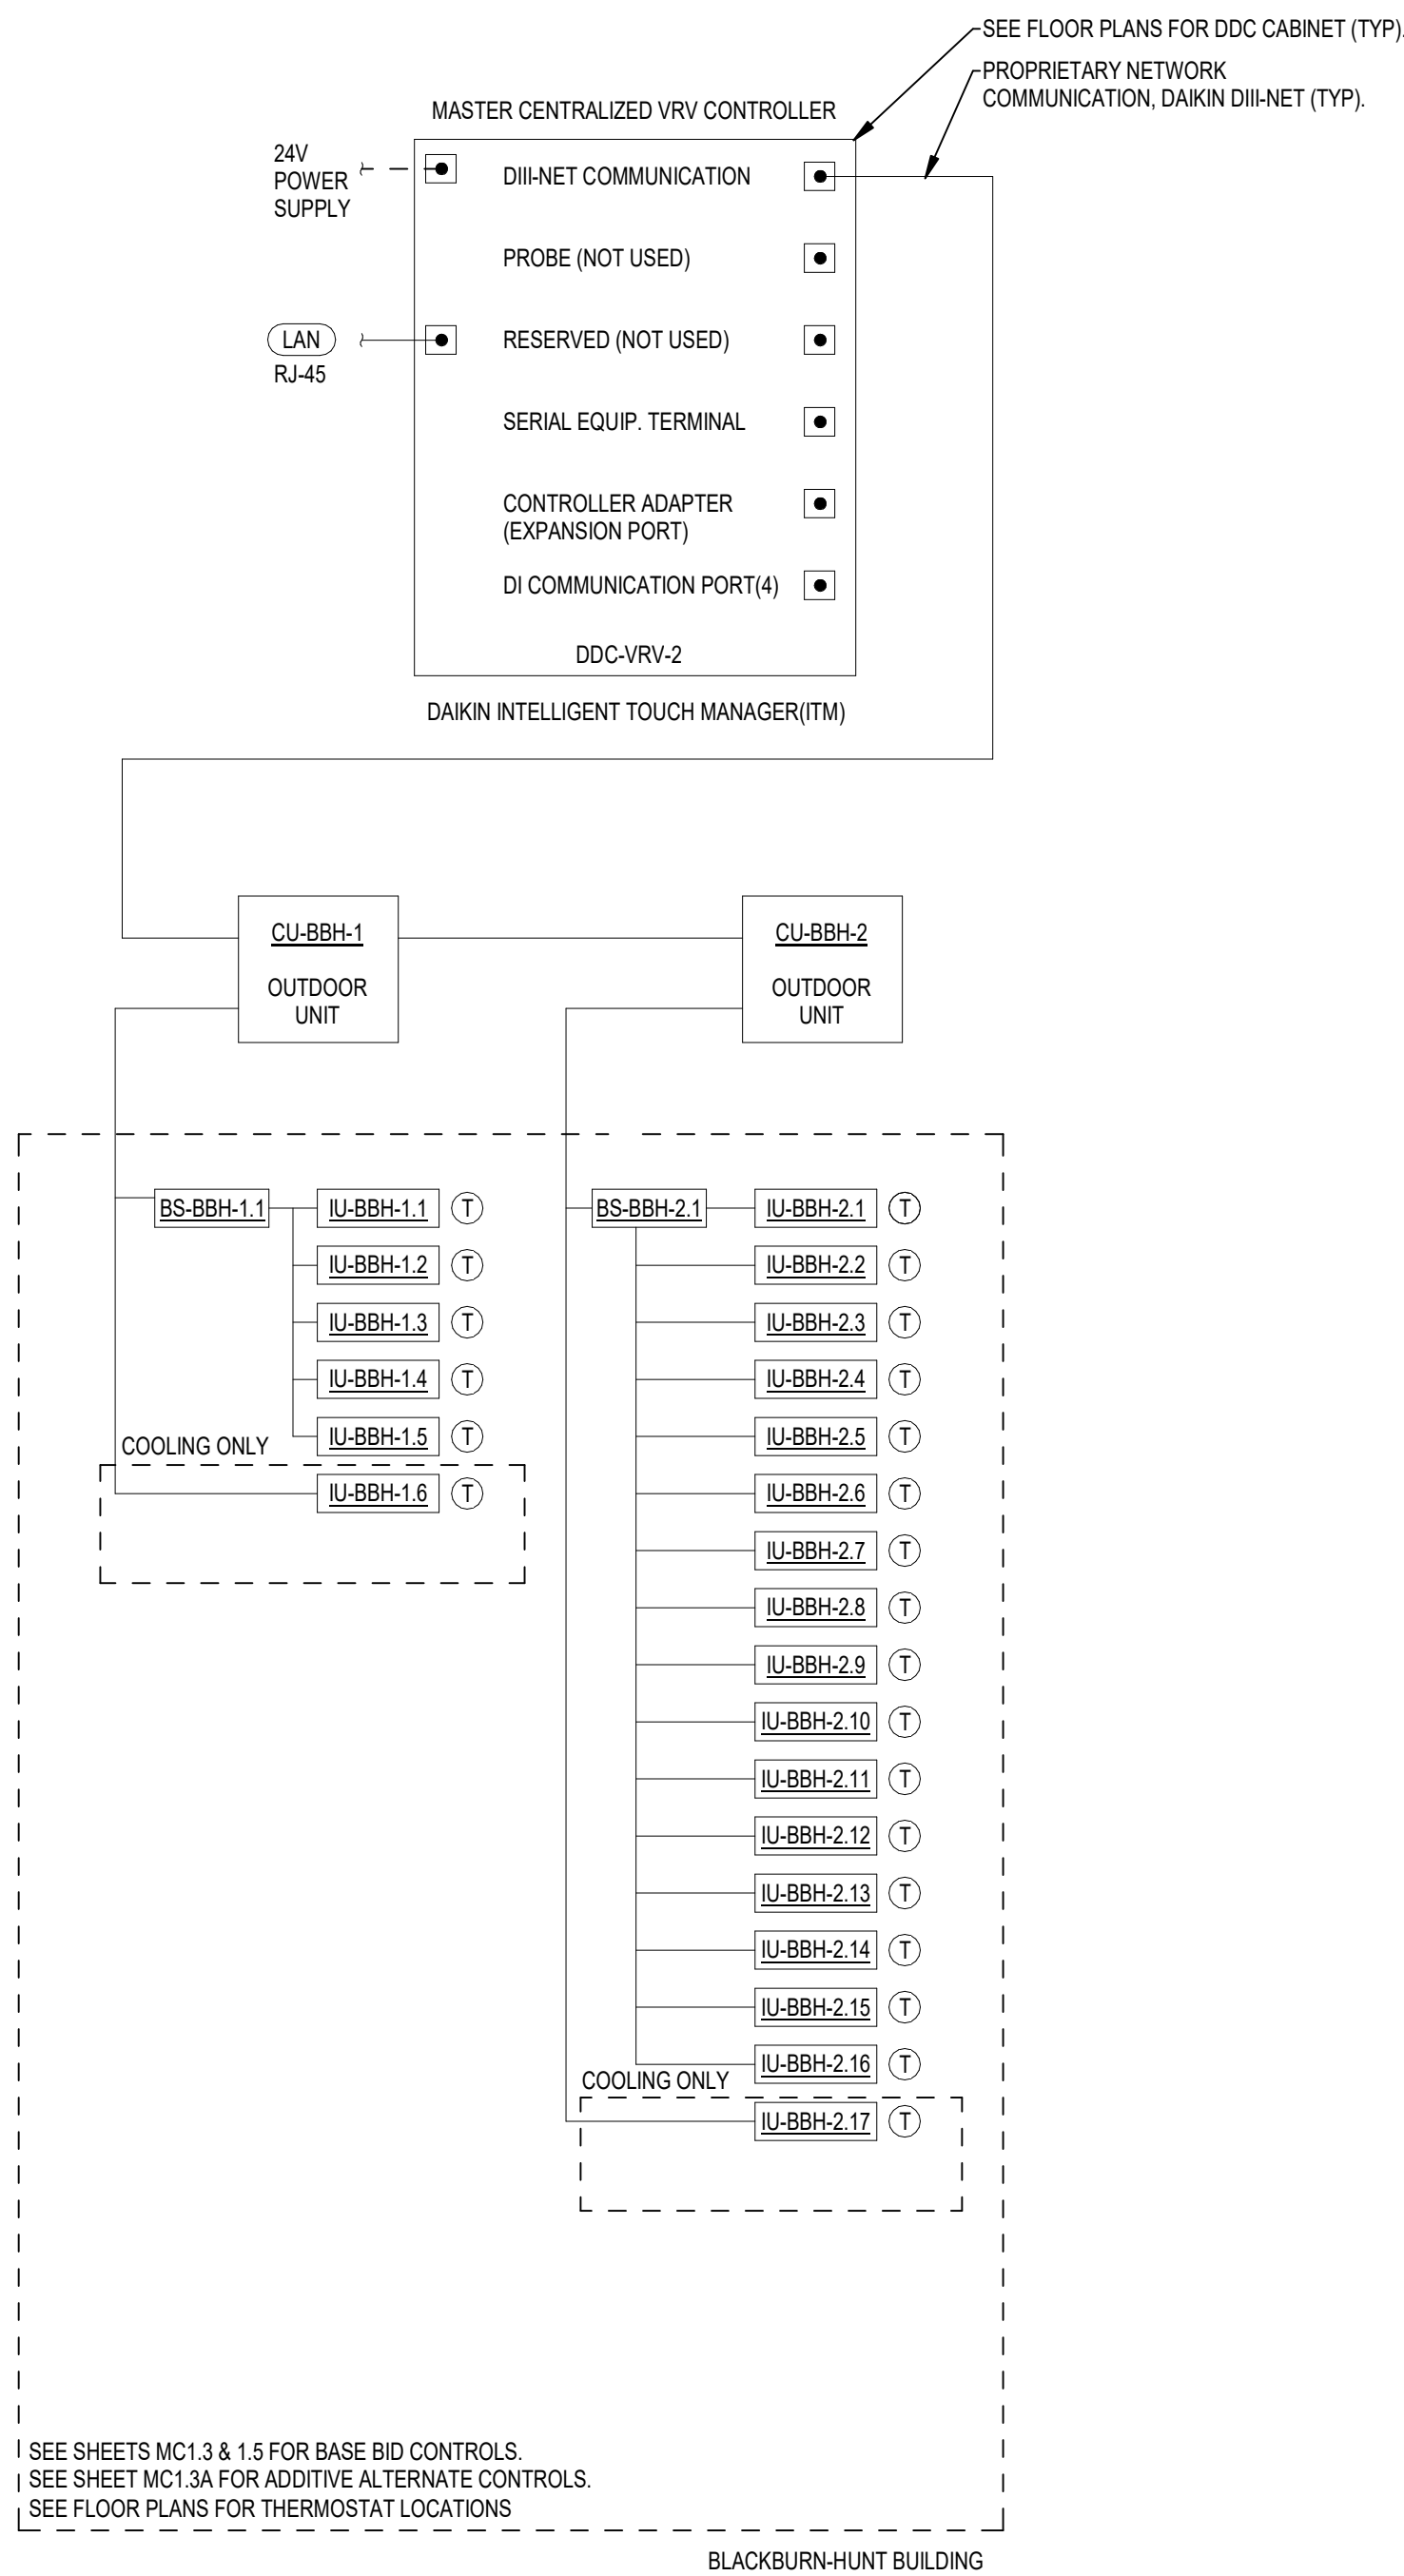 SEE FLOOR PLANS FOR DDC CABINET (TYP).
PROPRIETARY NETWORK
COMMUNICATION, DAIKIN DIII-NET (TYP).
MASTER CENTRALIZED VRV CONTROLLER
24V
POWER
SUPPLY
DIII-NET COMMUNICATION
PROBE (NOT USED)
LAN
RJ-45
RESERVED (NOT USED)
SERIAL EQUIP. TERMINAL
CONTROLLER ADAPTER
(EXPANSION PORT)
DI COMMUNICATION PORT(4)
DDC-VRV-2
DAIKIN INTELLIGENT TOUCH MANAGER(ITM)
CU-BBH-1
OUTDOOR
UNIT
CU-BBH-2
OUTDOOR
UNIT
BS-BBH-1.1
IU-BBH-1.1 T
IU-BBH-1.2 T
IU-BBH-1.3 T
IU-BBH-1.4 T
IU-BBH-1.5 T
COOLING ONLY
IU-BBH-1.6 T
BS-BBH-2.1
IU-BBH-2.1 T
IU-BBH-2.2 T
IU-BBH-2.3 T
IU-BBH-2.4 T
IU-BBH-2.5 T
IU-BBH-2.6 T
IU-BBH-2.7 T
IU-BBH-2.8 T
IU-BBH-2.9 T
IU-BBH-2.10 T
IU-BBH-2.11 T
IU-BBH-2.12 T
IU-BBH-2.13 T
IU-BBH-2.14 T
IU-BBH-2.15 T
IU-BBH-2.16 T
COOLING ONLY
IU-BBH-2.17 T
SEE SHEETS MC1.3 & 1.5 FOR BASE BID CONTROLS.
SEE SHEET MC1.3A FOR ADDITIVE ALTERNATE CONTROLS.
SEE FLOOR PLANS FOR THERMOSTAT LOCATIONS
BLACKBURN-HUNT BUILDING